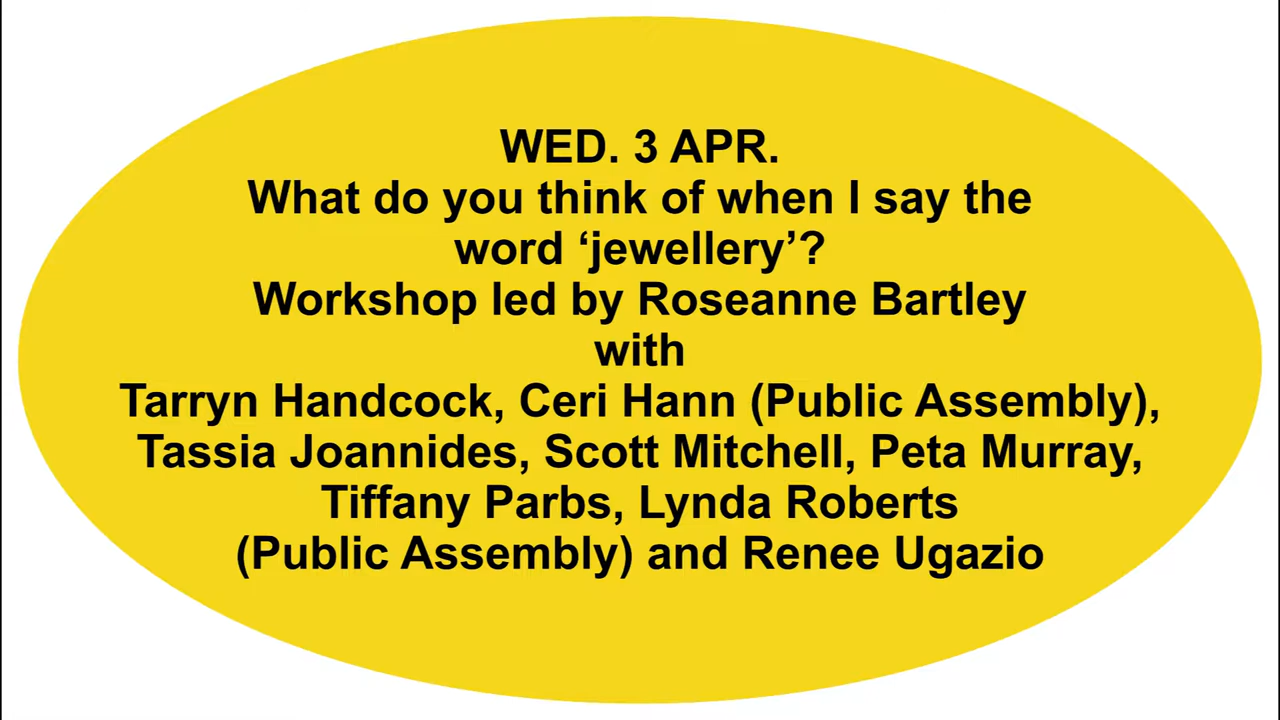 WED. 3 APR.
What do you think of when I say the
word ‘jewellery’?
Workshop led by Roseanne Bartley
with
Tarryn Handcock, Ceri Hann (Public Assembly),
Tassia Joannides, Scott Mitchell, Peta Murray,
Tiffany Parbs, Lynda Roberts
(Public Assembly) and Renee Ugazio